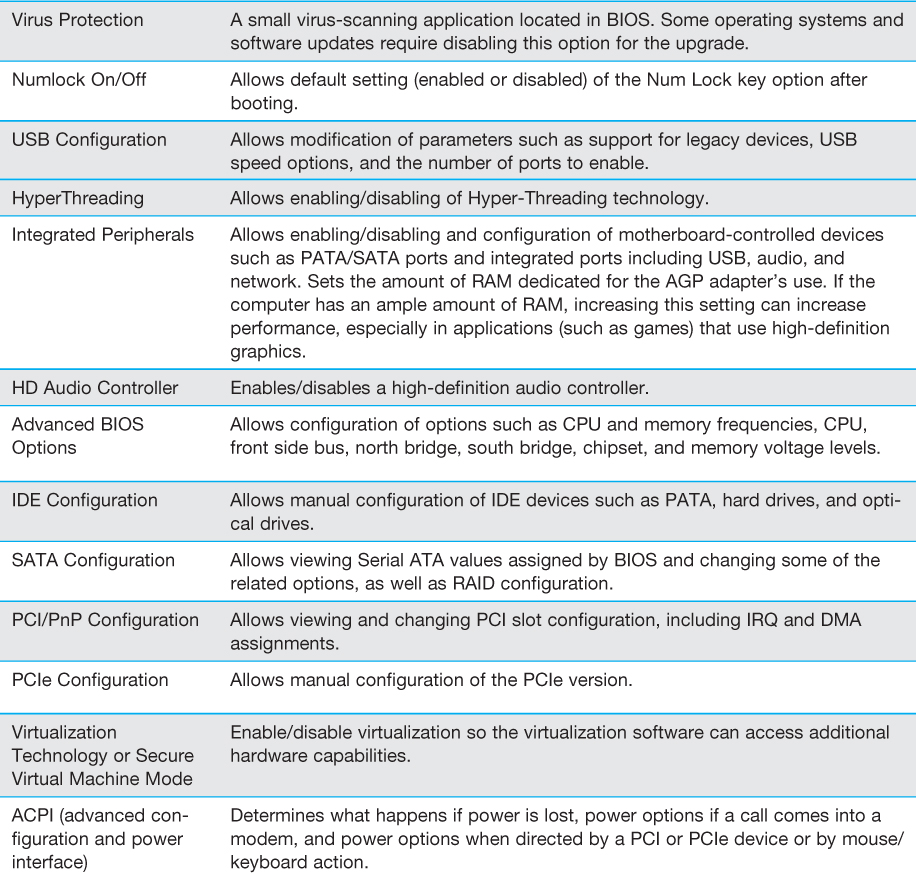 Virus Protection
A small virus-scanning application located in BIOS. Some operating systems and
software updates require disabling this option for the upgrade.
Numlock On/Off
Allows default setting (enabled or disabled) of the Num Lock key option after
booting.
USB Configuration
Allows modification of parameters such as support for legacy devices, USB
speed options, and the number of ports to enable.
HyperThreading
Allows enabling/disabling of Hyper-Threading technology.
Integrated Peripherals
Allows enabling/disabling and configuration of motherboard-controlled devices
such as PATA/SATA ports and integrated ports including USB, audio, and
network. Sets the amount of RAM dedicated for the AGP adapter’s use. If the
computer has an ample amount of RAM, increasing this setting can increase
performance, especially in applications (such as games) that use high-definition
graphics.
HD Audio Controller
Enables/disables a high-definition audio controller.
Advanced BIOS
Options
Allows configuration of options such as CPU and memory frequencies, CPU,
front side bus, north bridge, south bridge, chipset, and memory voltage levels.
IDE Configuration
Allows manual configuration of IDE devices such as PATA, hard drives, and opti-
cal drives.
SATA Configuration
Allows viewing Serial ATA values assigned by BIOS and changing some of the
related options, as well as RAID configuration.
PCI/PnP Configuration
Allows viewing and changing PCI slot configuration, including IRQ and DMA
assignments.
PCIe Configuration
Allows manual configuration of the PCIe version.
Virtualization
Technology or Secure
Virtual Machine Mode
Enable/disable virtualization so the virtualization software can access additional
hardware capabilities.
ACPI (advanced con-
figuration and power
interface)
Determines what happens if power is lost, power options if a call comes into a
modem, and power options when directed by a PCI or PCIe device or by mouse/
keyboard action.